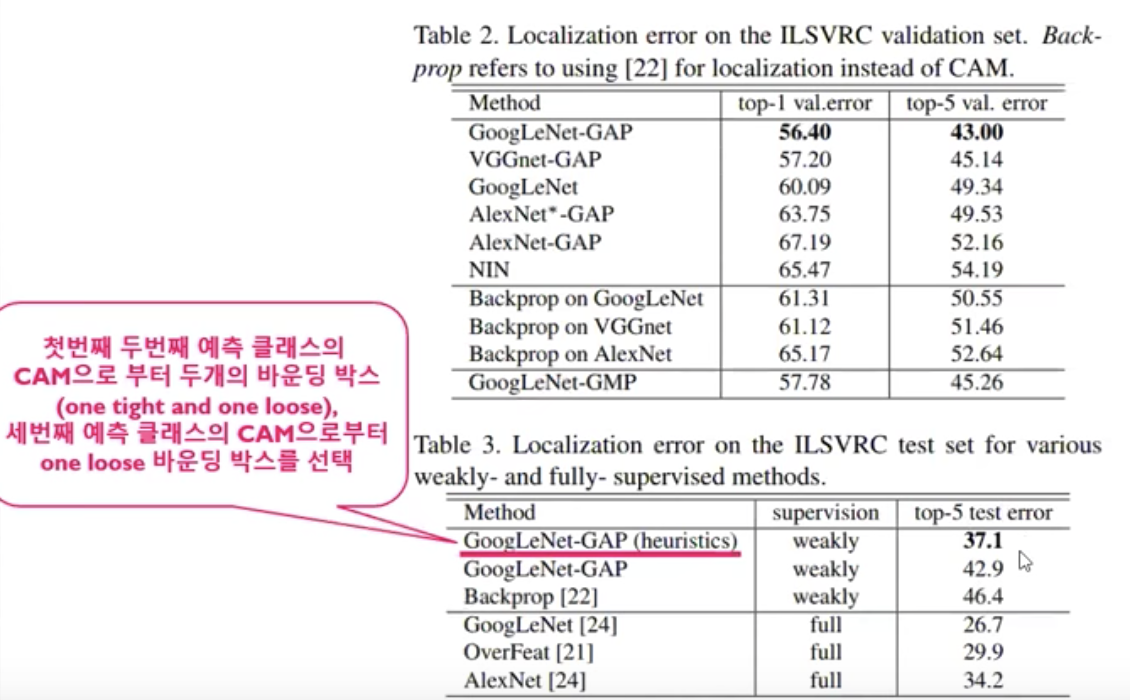 Table 2. Localization error on the ILSVRC validation set. Back-
prop refers to using [22] for localization instead of CAM.
Method top-1 val.error top-5 val. error
GoogLeNet-GAP 56.40 43.00
VGGnet-GAP 57.20 45.14
GoogLeNet 60.09 49.34
AlexNet*-GAP 63.75 49.53
AlexNet-GAP 67.19 52.16
NIN 65.47 54.19
Backprop on GoogLeNet 61.31 50.55
Backprop on VGGnet 61.12 51.46
Backprop on AlexNet 65.17 52.64
GoogLeNet-GMP 57.78 45.26
첫번째 두번째 예측 클래스의
CAM으로 부터 두개의 바운딩 박스
(one tight and one loose),
세번째 예측 클래스의 CAM으로부터
one loose 바운딩 박스를 선택
Table 3. Localization error on the ILSVRC test set for various
weakly- and fully- supervised methods.
Method supervision top-5 test error
GoogLeNet-GAP (heuristics) weakly 37.1
GoogLeNet-GAP weakly 42.9
Backprop [22] weakly 46.4
GoogLeNet [24] full 26.7
OverFeat [21] full 29.9
AlexNet [24] full 34.2